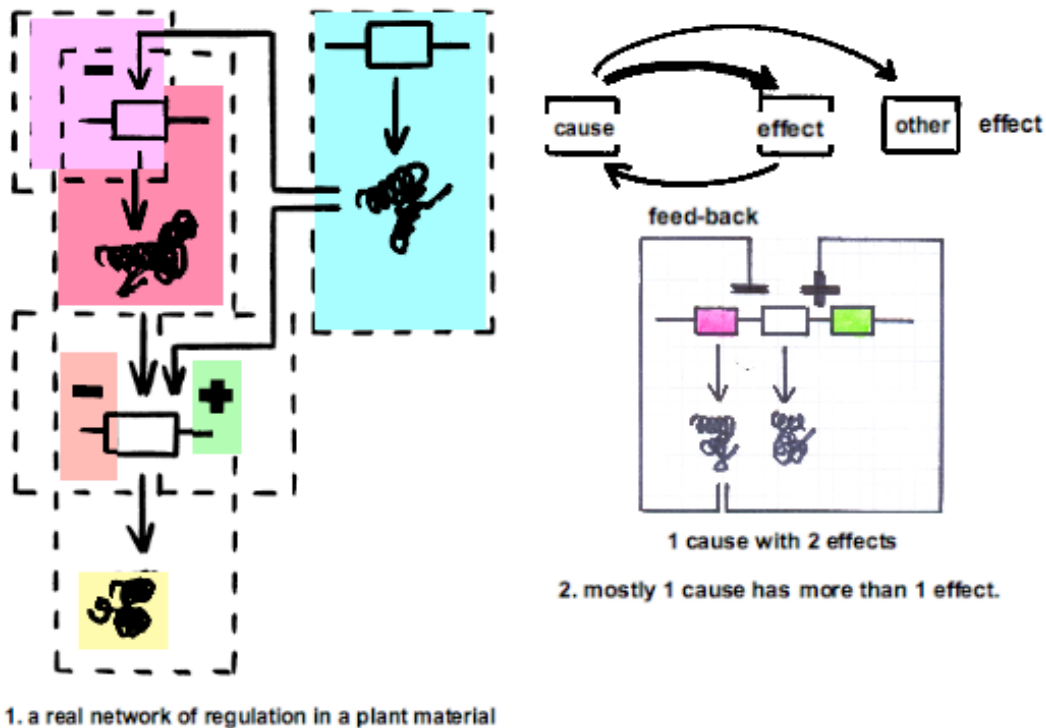 cause
effect
other
effect
feed-back
1 cause with 2 effects
2. mostly 1 cause has more than 1 effect.
1. a real network of regulation in a plant material